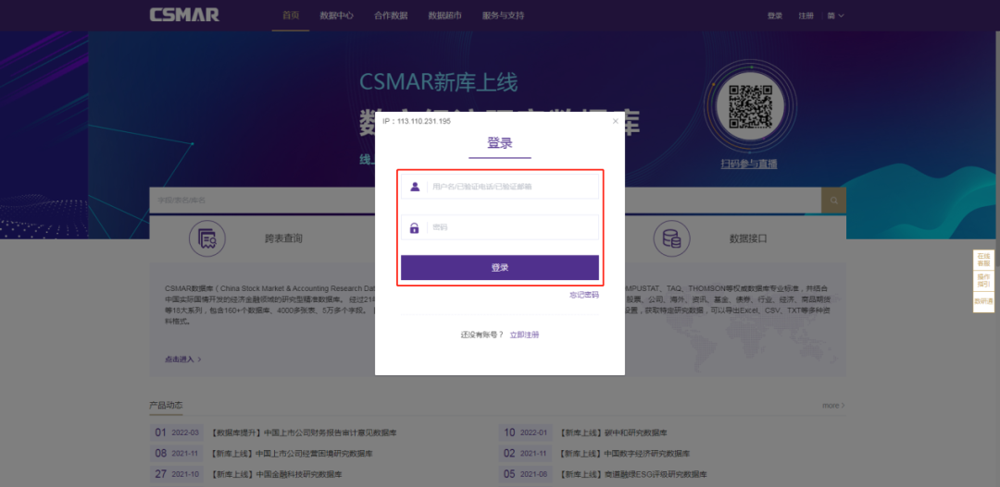 CSMAR
首页
数据中心
合作数据
数据超市
服务与支持
登录
注册
简
CSMAR新库上线
库
线上
扫码参与直播
IP：113.110.231.195
登录
用户名/已验证电话/已验证邮箱
密码
登录
忘记密码
还没有账号？ 立即注册
字段/表名/库名
跨表查询
数据接口
在线客服
操作指引
数研通
CSMAR数据库（China Stock Market & Accounting Research Dat
MPUSTAT、TAQ、THOMSON等权威数据库专业标准，并结合
中国实际国情开发的经济金融领域的研究型精准数据库。 经过21年
股票、公司、海外、资讯、基金、债券、行业、经济、商品期货
等18大系列，包含160+个数据库、4000多张表、5万多个字段。
设置，获取特定研究数据，可以导出Excel、CSV、TXT等多种资
料格式。
点击进入
产品动态
more
01 2022-03 【数据库提升】中国上市公司财务报告审计意见数据库
10 2022-01 【新库上线】碳中和研究数据库
08 2021-11 【新库上线】中国上市公司经营困境研究数据库
02 2021-11 【新库上线】中国数字经济研究数据库
27 2021-10 【新库上线】中国金融科技研究数据库
05 2021-08 【新库上线】商道融绿ESG评级研究数据库